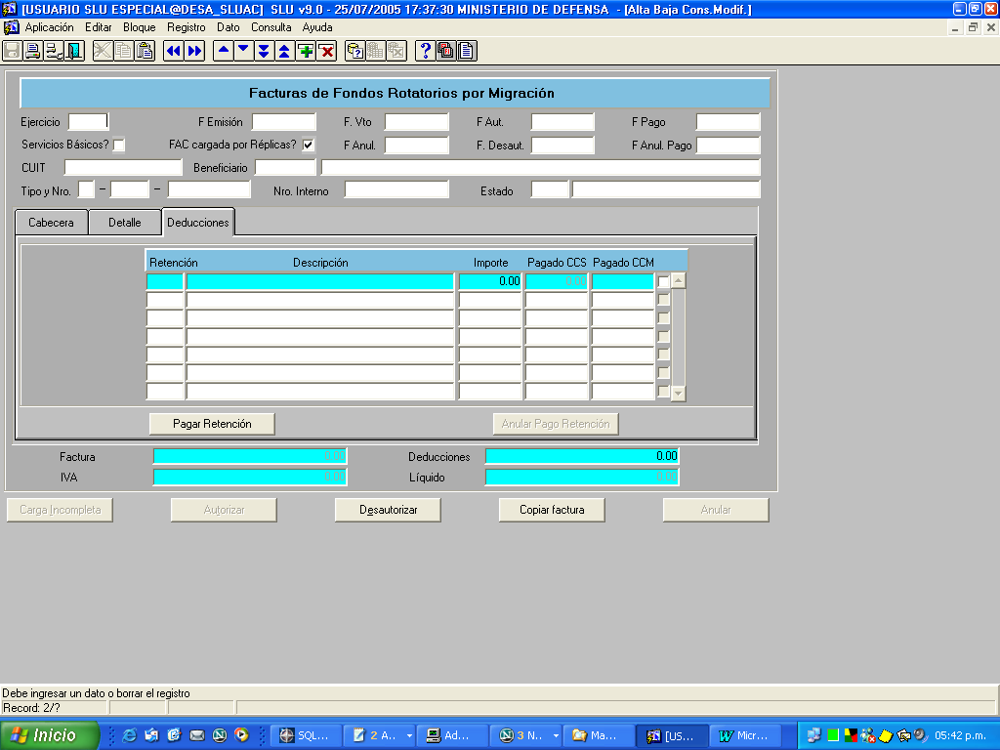 [USUARIO SLU ESPECIAL@DESA_SLUAC] SLU v9.0 - 25/07/2005 17:37:30 MINISTERIO DE DEFENSA - [Alta Baja Cons.Modif.]
Aplicación Editar Bloque Registro Dato Consulta Ayuda
Facturas de Fondos Rotatorios por Migración
Ejercicio F Emisión F. Vto F Aut. F Pago
Servicios Básicos? FAC cargada por Réplicas? F Anul. F. Desaut. F Anul. Pago
CUIT Beneficiario
Tipo y Nro. – – Nro. Interno Estado
Cabecera Detalle Deducciones
Retención Descripción Importe Pagado CCS Pagado CCM
0.00 0.00
Pagar Retención Anular Pago Retención
Factura 0.00 Deducciones 0.00
IVA 0.00 Líquido 0.00
Carga Incompleta Autorizar Desautorizar Copiar factura Anular
Debe ingresar un dato o borrar el registro
Record: 2/?
Inicio SQL... 2 A... Ad... 3 N... Ma... [US... Micr... 05:42 p.m.